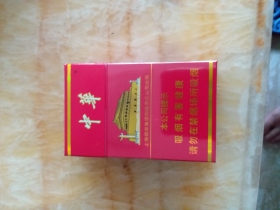 中華
本公司提示
吸烟有害健康
请勿在禁烟场所吸烟